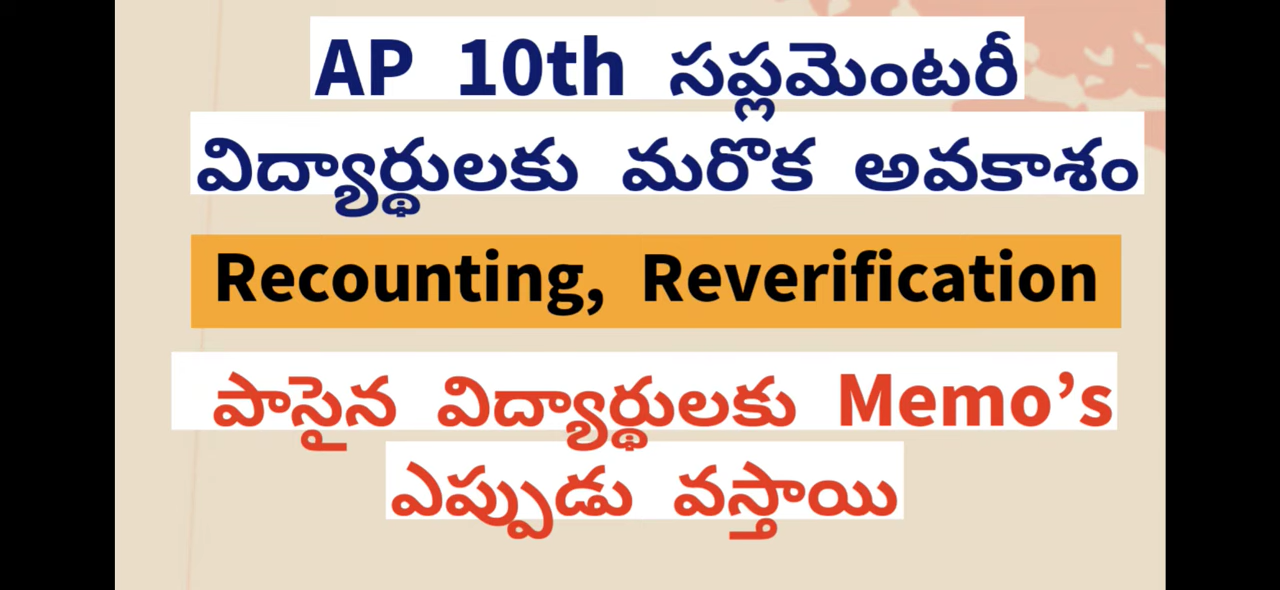 AP 10th సప్లమెంటరీ
విద్యార్థులకు మరొక అవకాశం
Recounting, Reverification
పాసైన విద్యార్థులకు Memo’s
ఎప్పుడు వస్తాయి